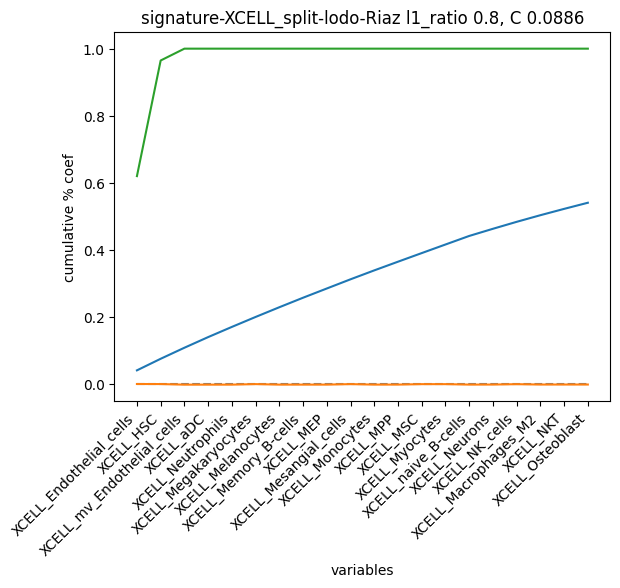 signature-XCELL_split-lodo-Riaz l1_ratio 0.8, C 0.0886
1.0
0.8
0.6
0.4
0.2
0.0
cumulative % coef
XCELL_Endothelial_cells
XCELL_HSC
XCELL_mv_Endothelial_cells
XCELL_aDC
XCELL_Neutrophils
XCELL_Megakaryocytes
XCELL_Melanocytes
XCELL_Memory_B-cells
XCELL_MEP
XCELL_Mesangial_cells
XCELL_Monocytes
XCELL_MPP
XCELL_MSC
XCELL_Myocytes
XCELL_naive_B-cells
XCELL_Neurons
XCELL_NK_cells
XCELL_Macrophages_M2
XCELL_NKT
XCELL_Osteoblast
variables